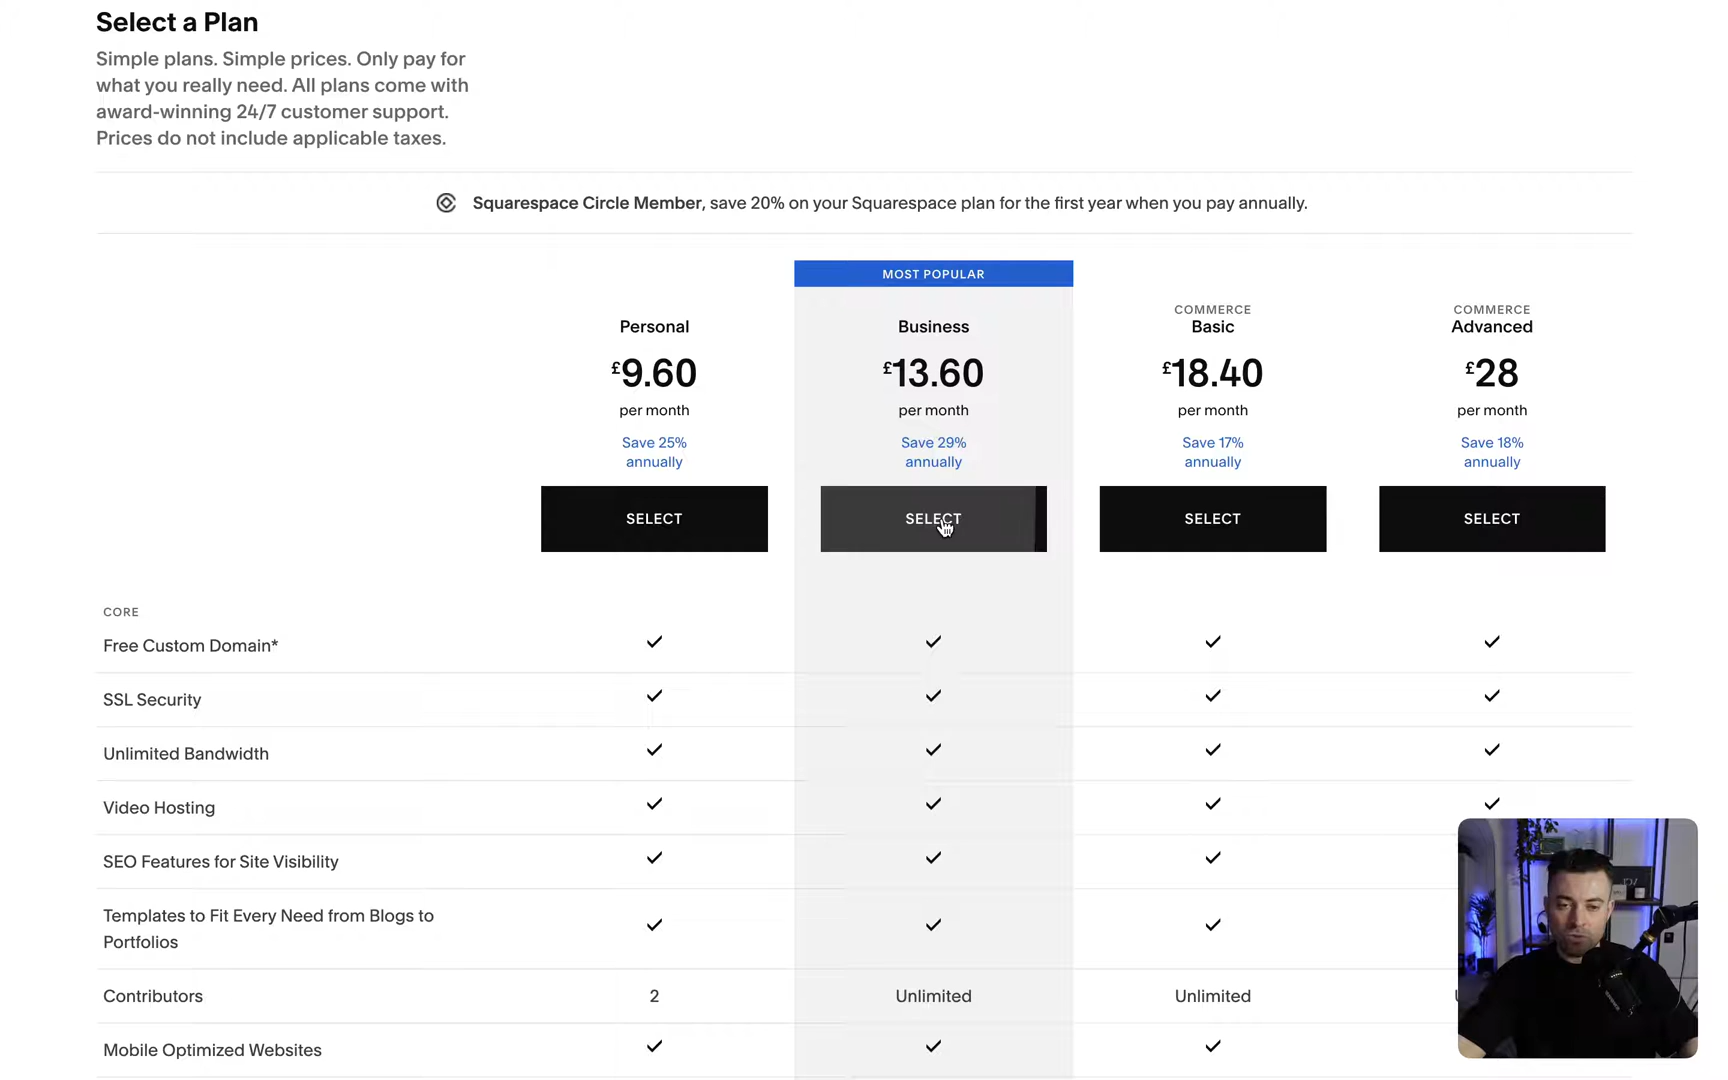 Select a Plan
Simple plans. Simple prices. Only pay for
what you really need. All plans come with
award-winning 24/7 customer support.
Prices do not include applicable taxes.
Squarespace Circle Member, save 20% on your Squarespace plan for the first year when you pay annually.
MOST POPULAR
COMMERCE COMMERCE
Personal Business Basic Advanced
£9.60 £13.60 £18.40 £28
per month per month per month per month
Save 25% Save 29% Save 17% Save 18%
annually annually annually annually
SELECT SELECT SELECT SELECT
CORE
Free Custom Domain*
SSL Security
Unlimited Bandwidth
Video Hosting
SEO Features for Site Visibility
Templates to Fit Every Need from Blogs to
Portfolios
Contributors 2 Unlimited Unlimited
Mobile Optimized Websites